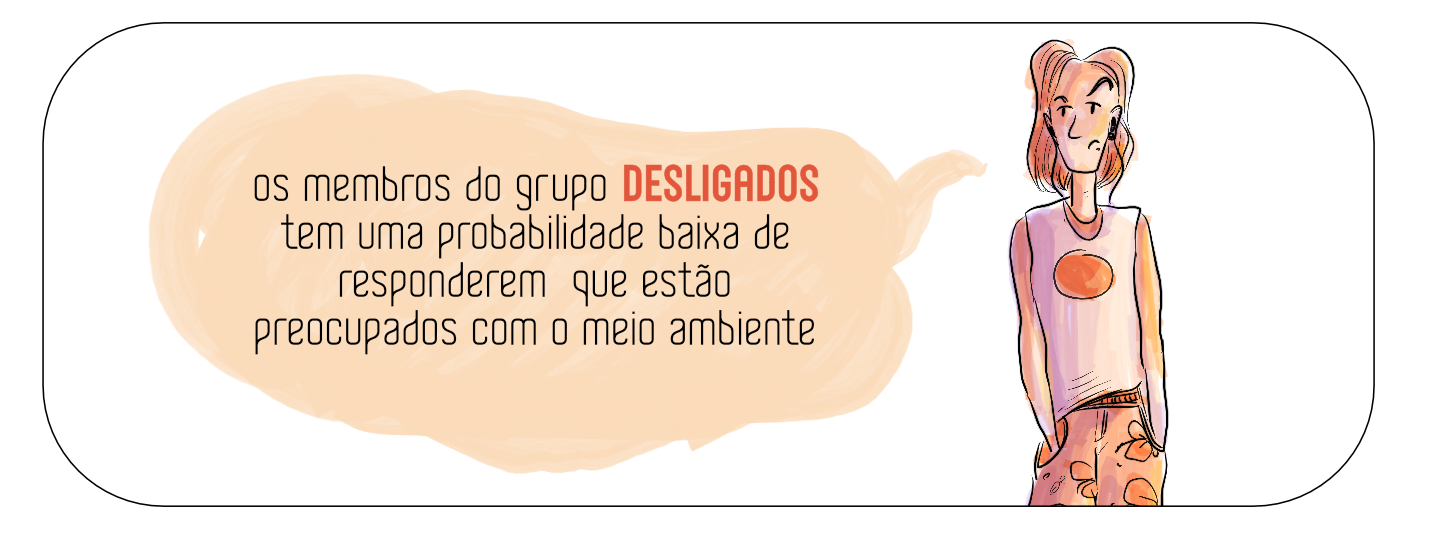 os membros do grupo DESLIGADOS
tem uma probabilidade baixa de
responderem que estão
preocupados com o meio ambiente